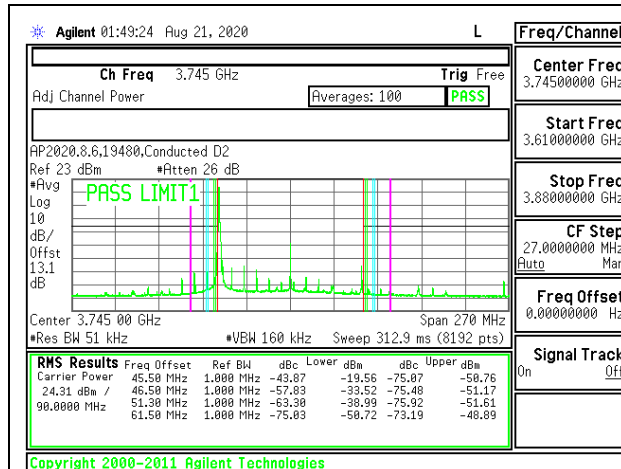 Agilent 01:49:24 Aug 21, 2020 L
Freq/Channel
Ch Freq 3.745 GHz Trig Free
Adj Channel Power Averages: 100 PASS
Center Freq
3.74500000 GHz
Start Freq
3.61000000 GHz
Stop Freq
3.88000000 GHz
CF Step
27.0000000 MHz
Auto Man
Freq Offset
0.00000000 Hz
Signal Track
On Off
AP2020.8.6,19480,Conducted D2
Ref 23 dBm #Atten 26 dB
#Avg
Log
10
dB/
Offst
13.1
dB
PASS LIMIT1
Center 3.745 00 GHz Span 270 MHz
#Res BW 51 kHz #VBW 160 kHz Sweep 312.9 ms (8192 pts)
RMS Results Freq Offset Ref BW dBc Lower dBm dBc Upper dBm
Carrier Power 45.50 MHz 1.000 MHz -43.87 -19.56 -75.07 -50.76
24.31 dBm / 46.50 MHz 1.000 MHz -57.83 -33.52 -75.48 -51.17
90.0000 MHz 51.30 MHz 1.000 MHz -63.30 -38.99 -75.92 -51.61
61.50 MHz 1.000 MHz -75.03 -50.72 -73.19 -48.89
Copyright 2000-2011 Agilent Technologies